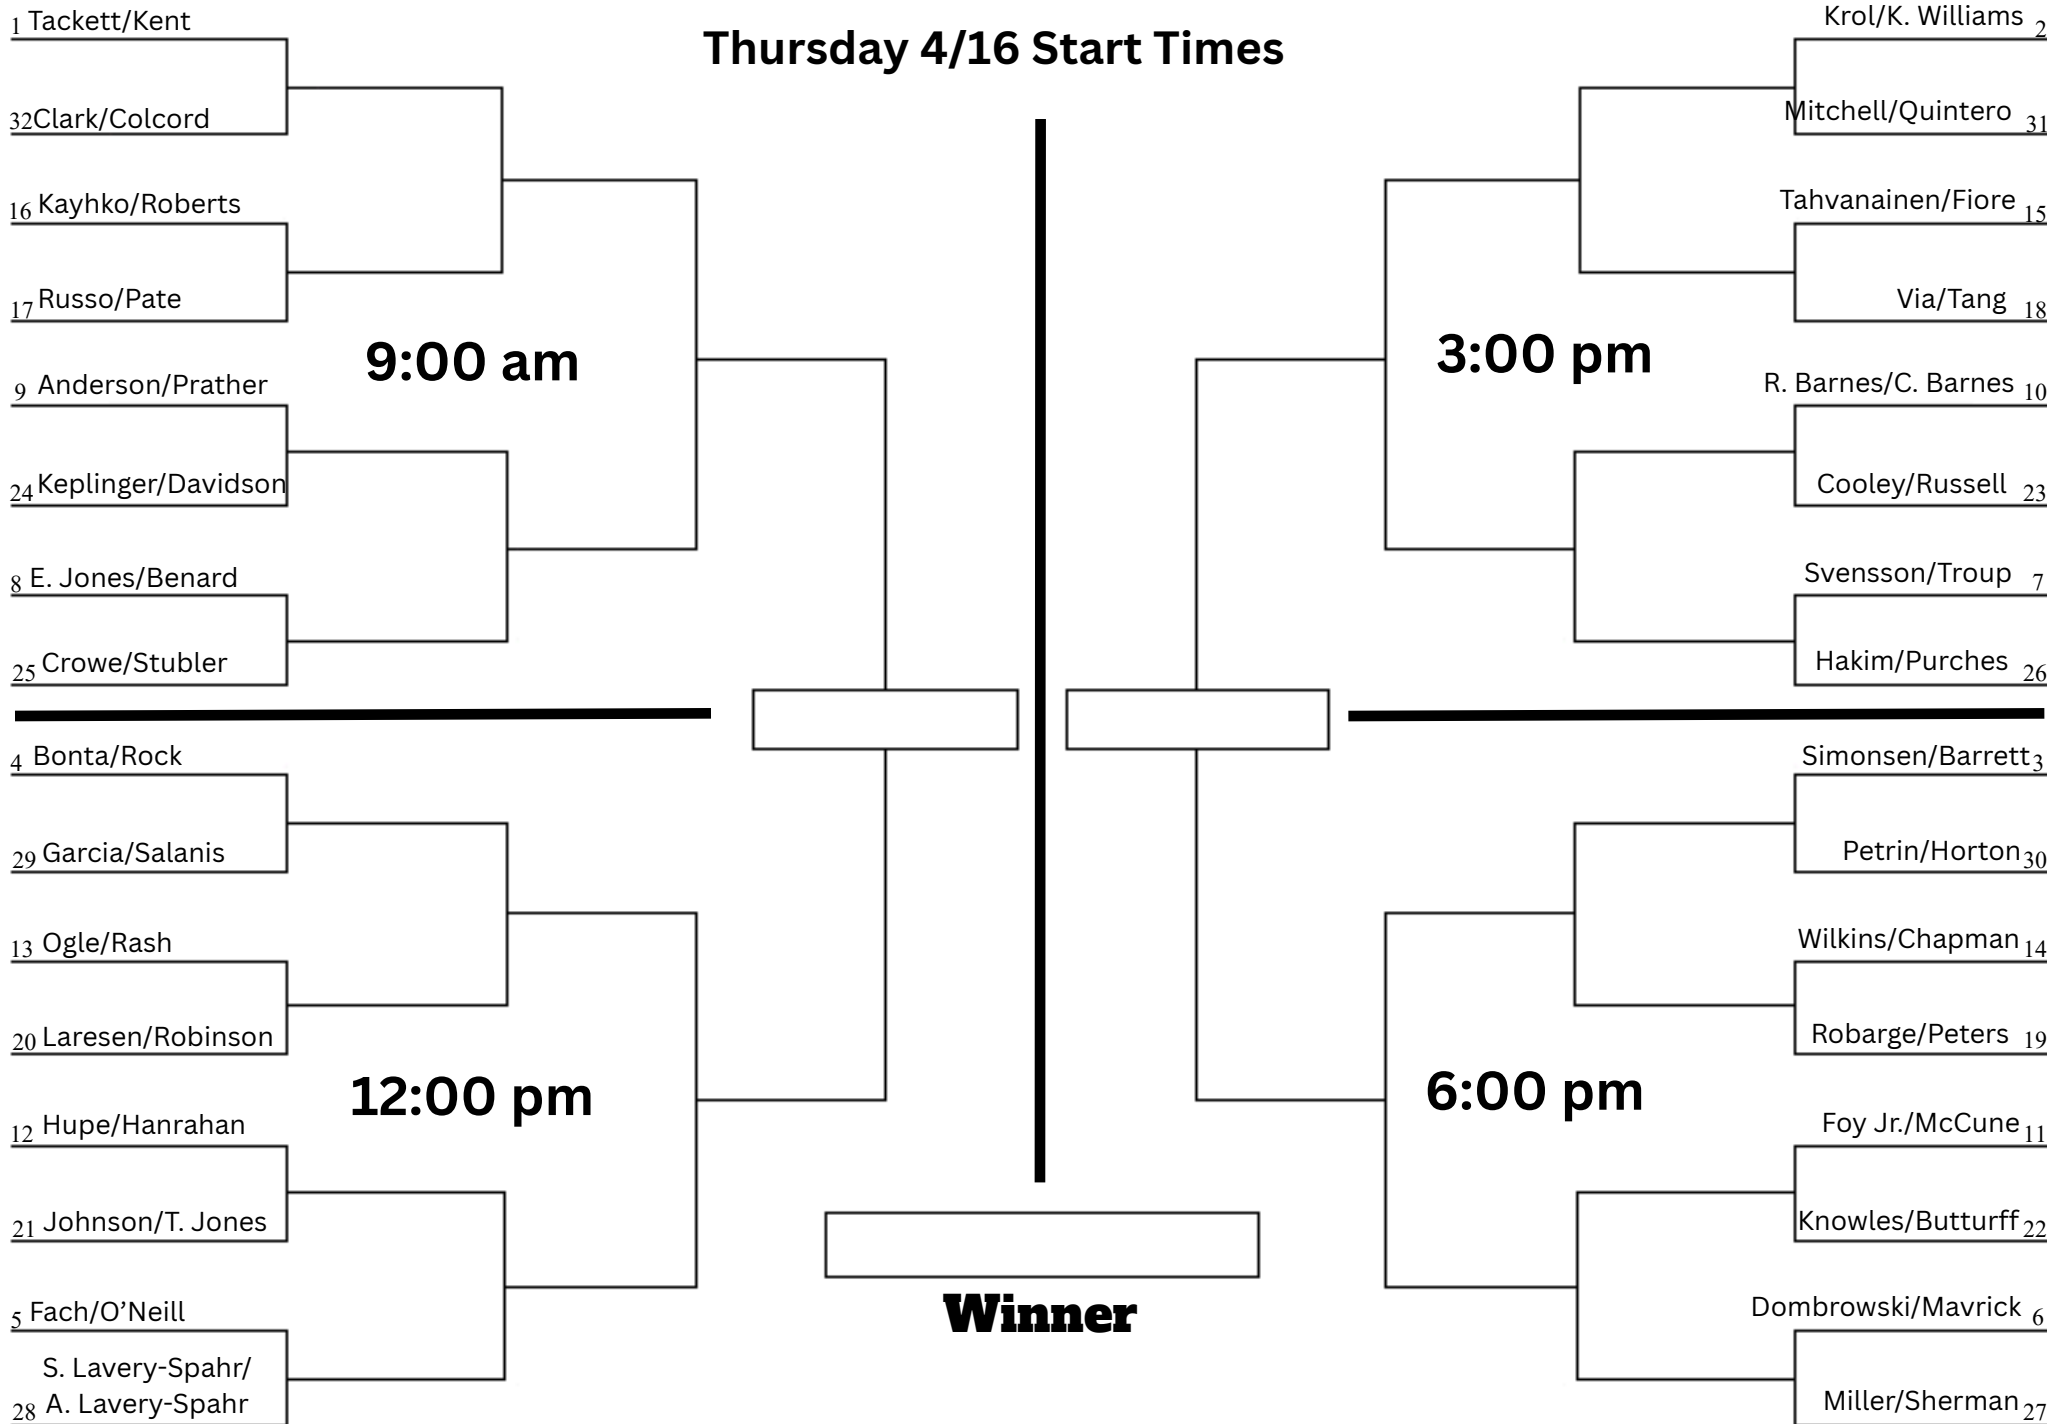 Thursday 4/16 Start Times
1 Tackett/Kent
32 Clark/Colcord
16 Kayhko/Roberts
17 Russo/Pate
9:00 am
9 Anderson/Prather
24 Keplinger/Davidson
8 E. Jones/Benard
25 Crowe/Stubler
4 Bonta/Rock
29 Garcia/Salanis
13 Ogle/Rash
20 Laresen/Robinson
12:00 pm
12 Hupe/Hanrahan
21 Johnson/T. Jones
5 Fach/O’Neill
S. Lavery-Spahr/
28 A. Lavery-Spahr
Krol/K. Williams 2
Mitchell/Quintero 31
Tahvanainen/Fiore 15
Via/Tang 18
3:00 pm
R. Barnes/C. Barnes 10
Cooley/Russell 23
Svensson/Troup 7
Hakim/Purches 26
Simonsen/Barrett 3
Petrin/Horton 30
Wilkins/Chapman 14
Robarge/Peters 19
6:00 pm
Foy Jr./McCune 11
Knowles/Butturff 22
Dombrowski/Mavrick 6
Miller/Sherman 27
Winner